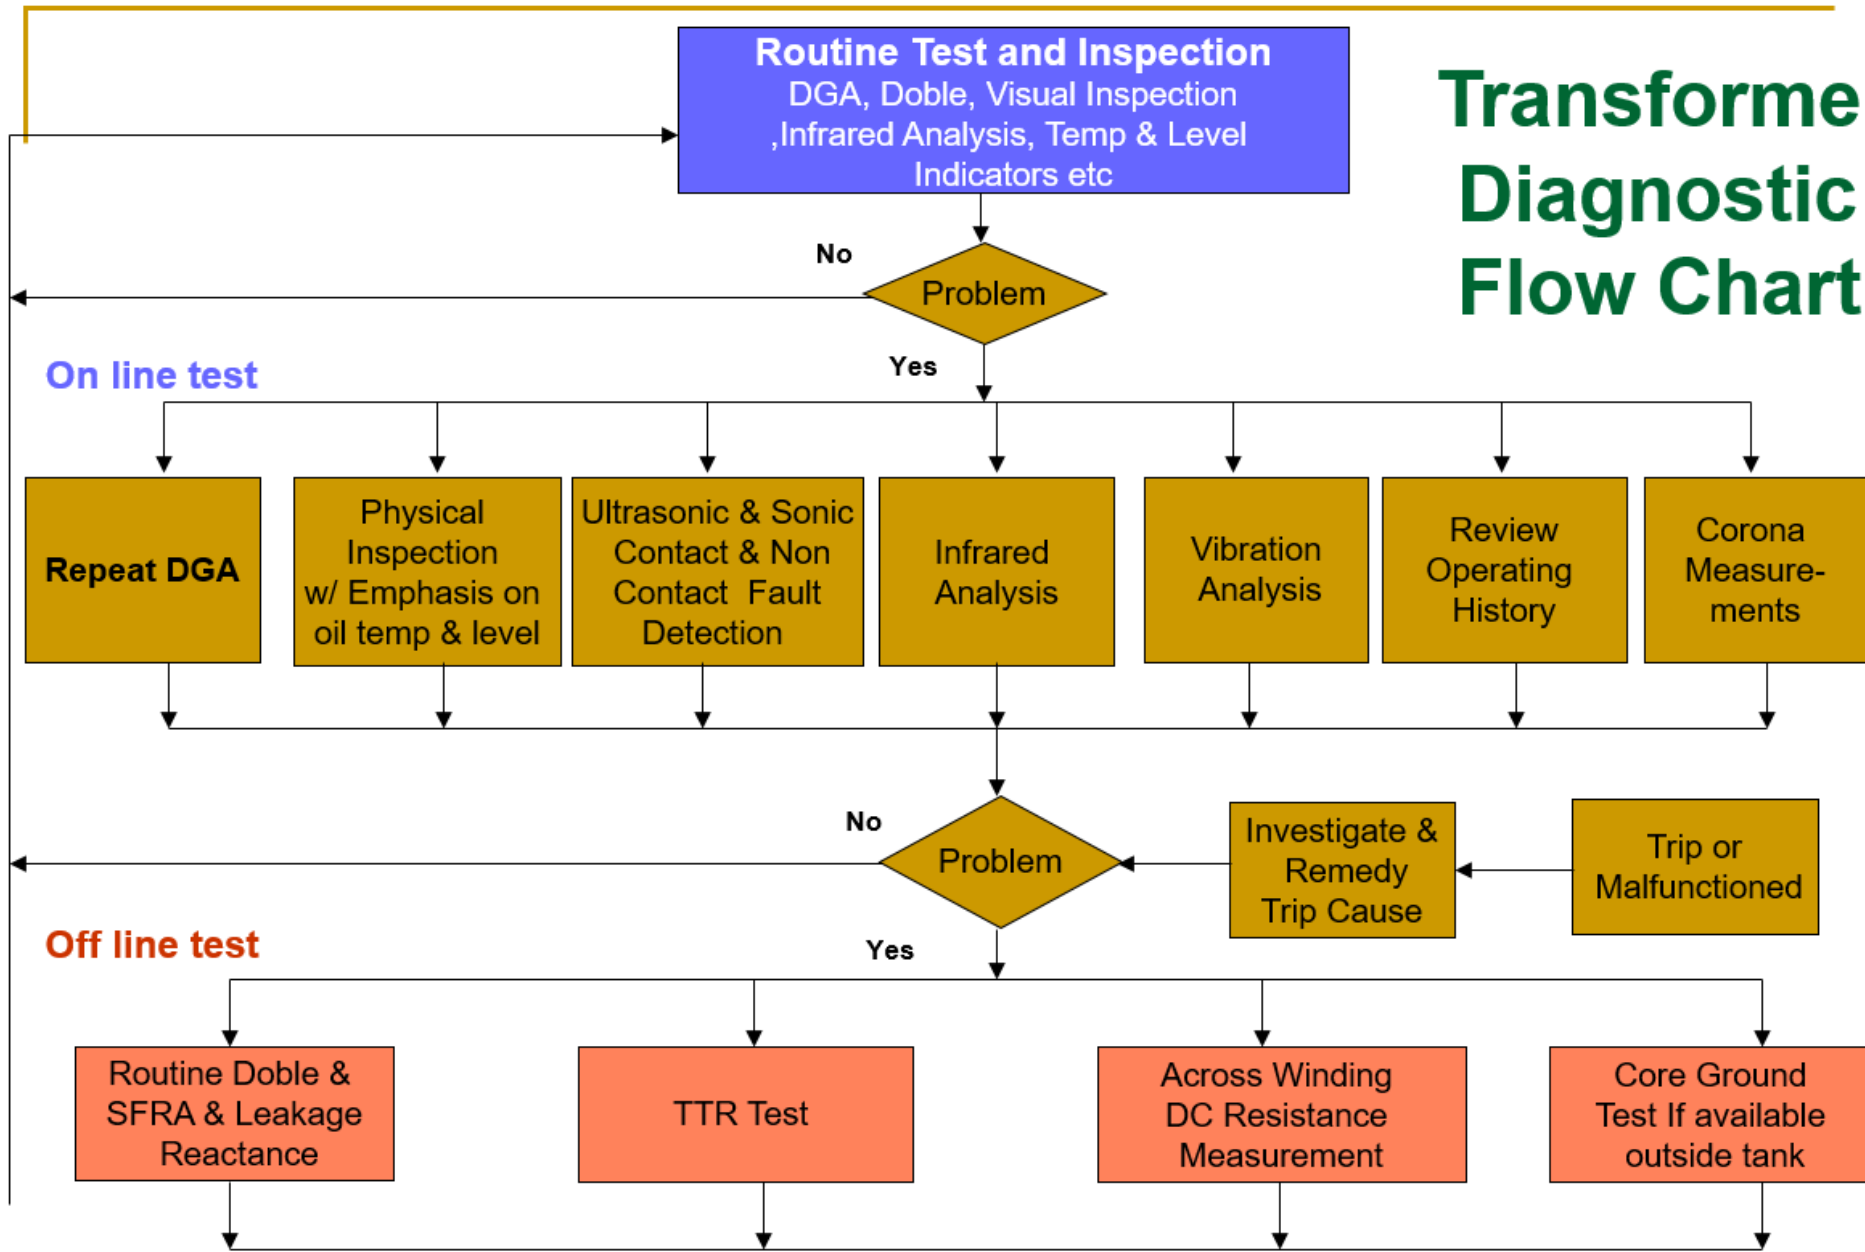 Routine Test and Inspection
DGA, Doble, Visual Inspection
,Infrared Analysis, Temp & Level
Indicators etc
Transforme
Diagnostic
Flow Chart
No
Problem
Yes
On line test
Repeat DGA
Physical
Inspection
w/ Emphasis on
oil temp & level
Ultrasonic & Sonic
Contact & Non
Contact Fault
Detection
Infrared
Analysis
Vibration
Analysis
Review
Operating
History
Corona
Measure-
ments
No
Problem
Investigate &
Remedy
Trip Cause
Trip or
Malfunctioned
Off line test
Yes
Routine Doble &
SFRA & Leakage
Reactance
TTR Test
Across Winding
DC Resistance
Measurement
Core Ground
Test If available
outside tank